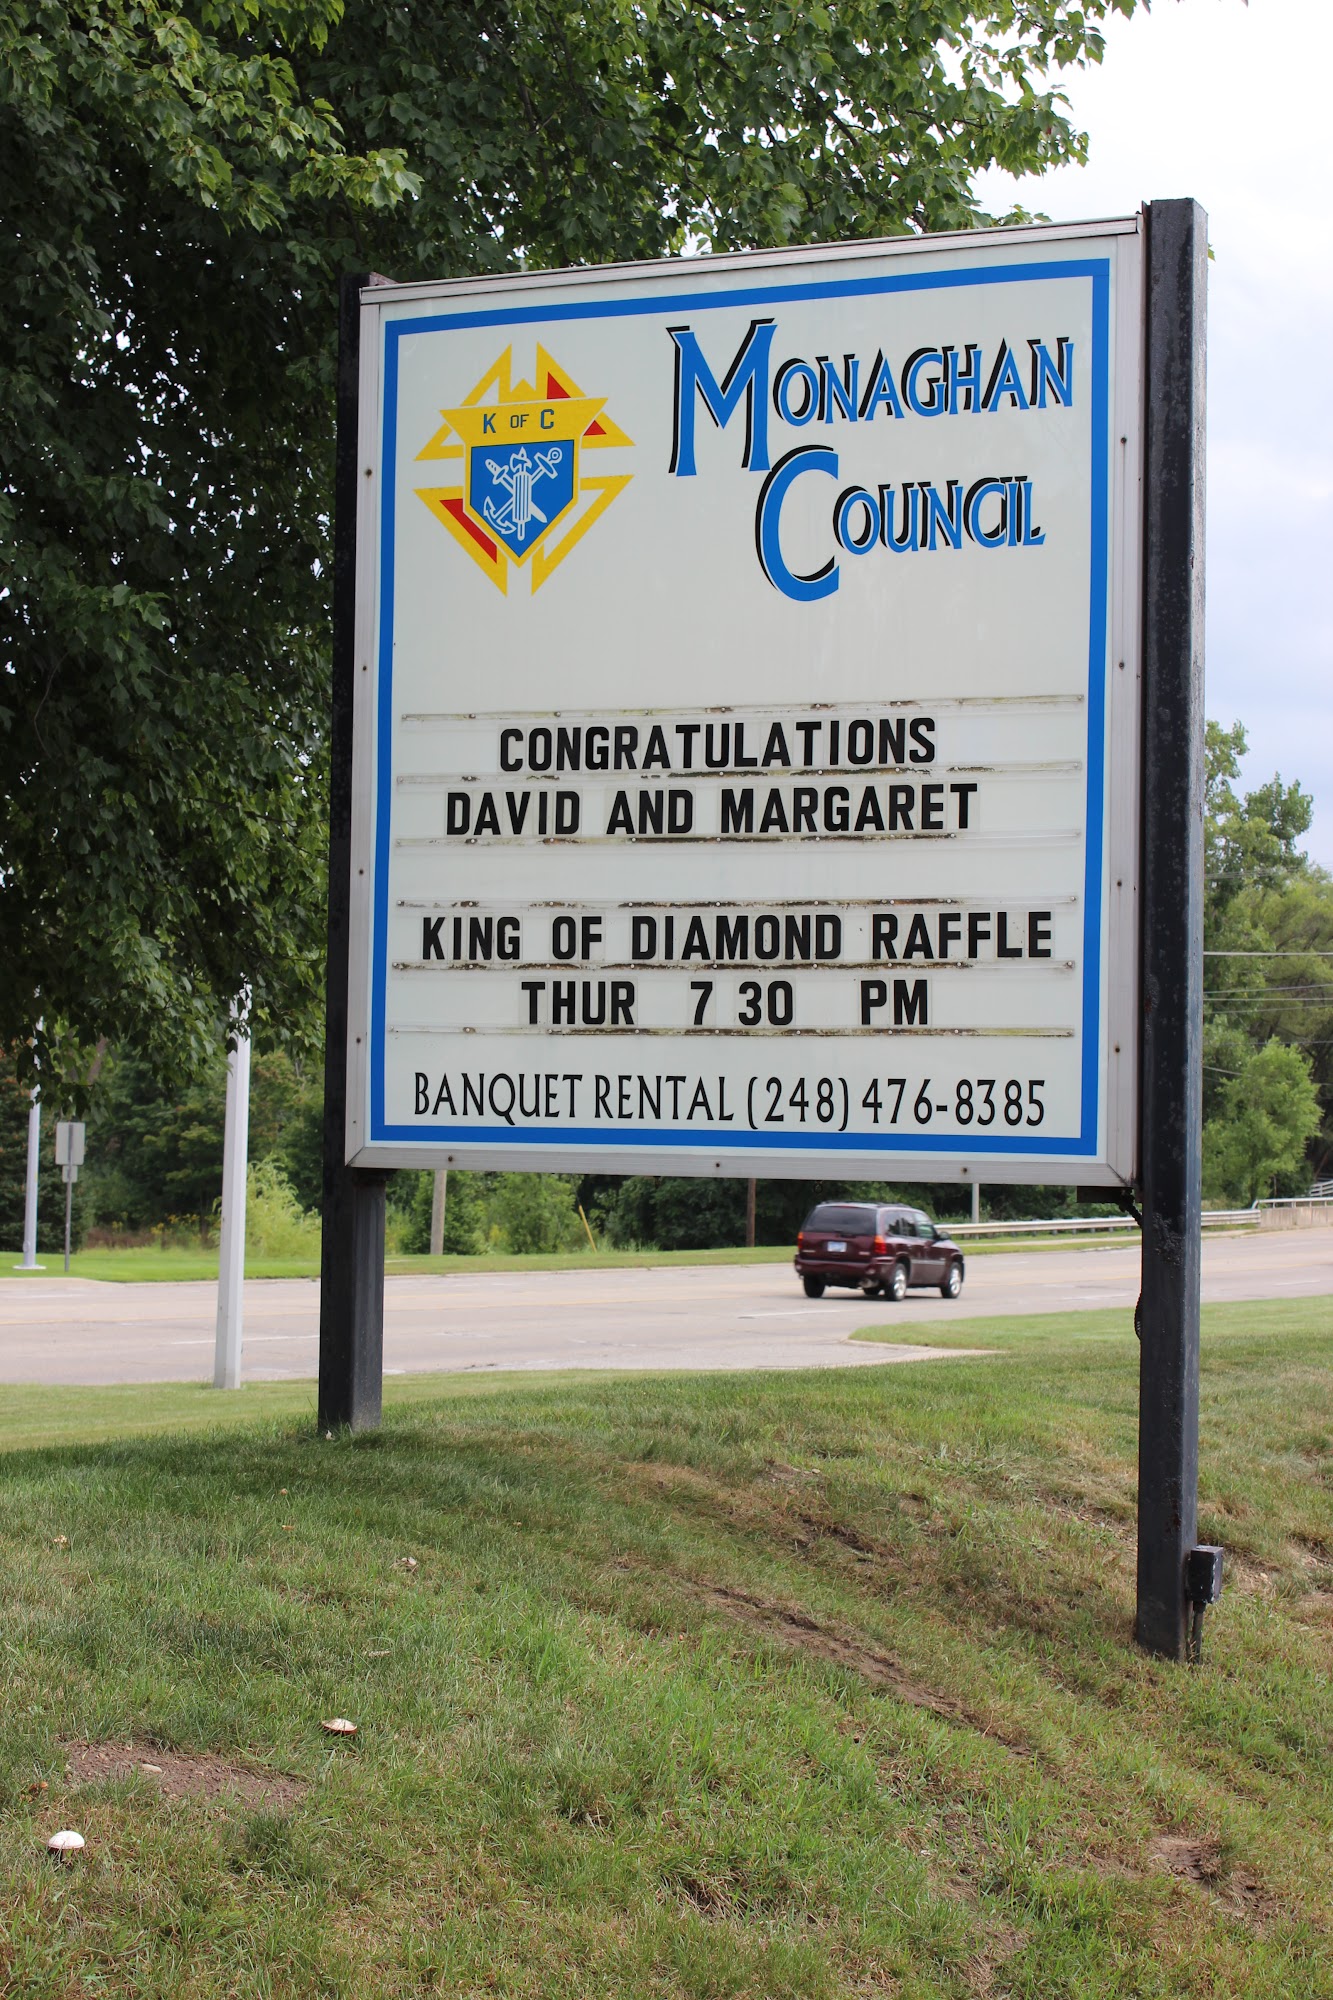 K OF C
MONAGHAN
COUNCIL
CONGRATULATIONS
DAVID AND MARGARET
KING OF DIAMOND RAFFLE
THUR 7 30 PM
BANQUET RENTAL (248) 476-8385